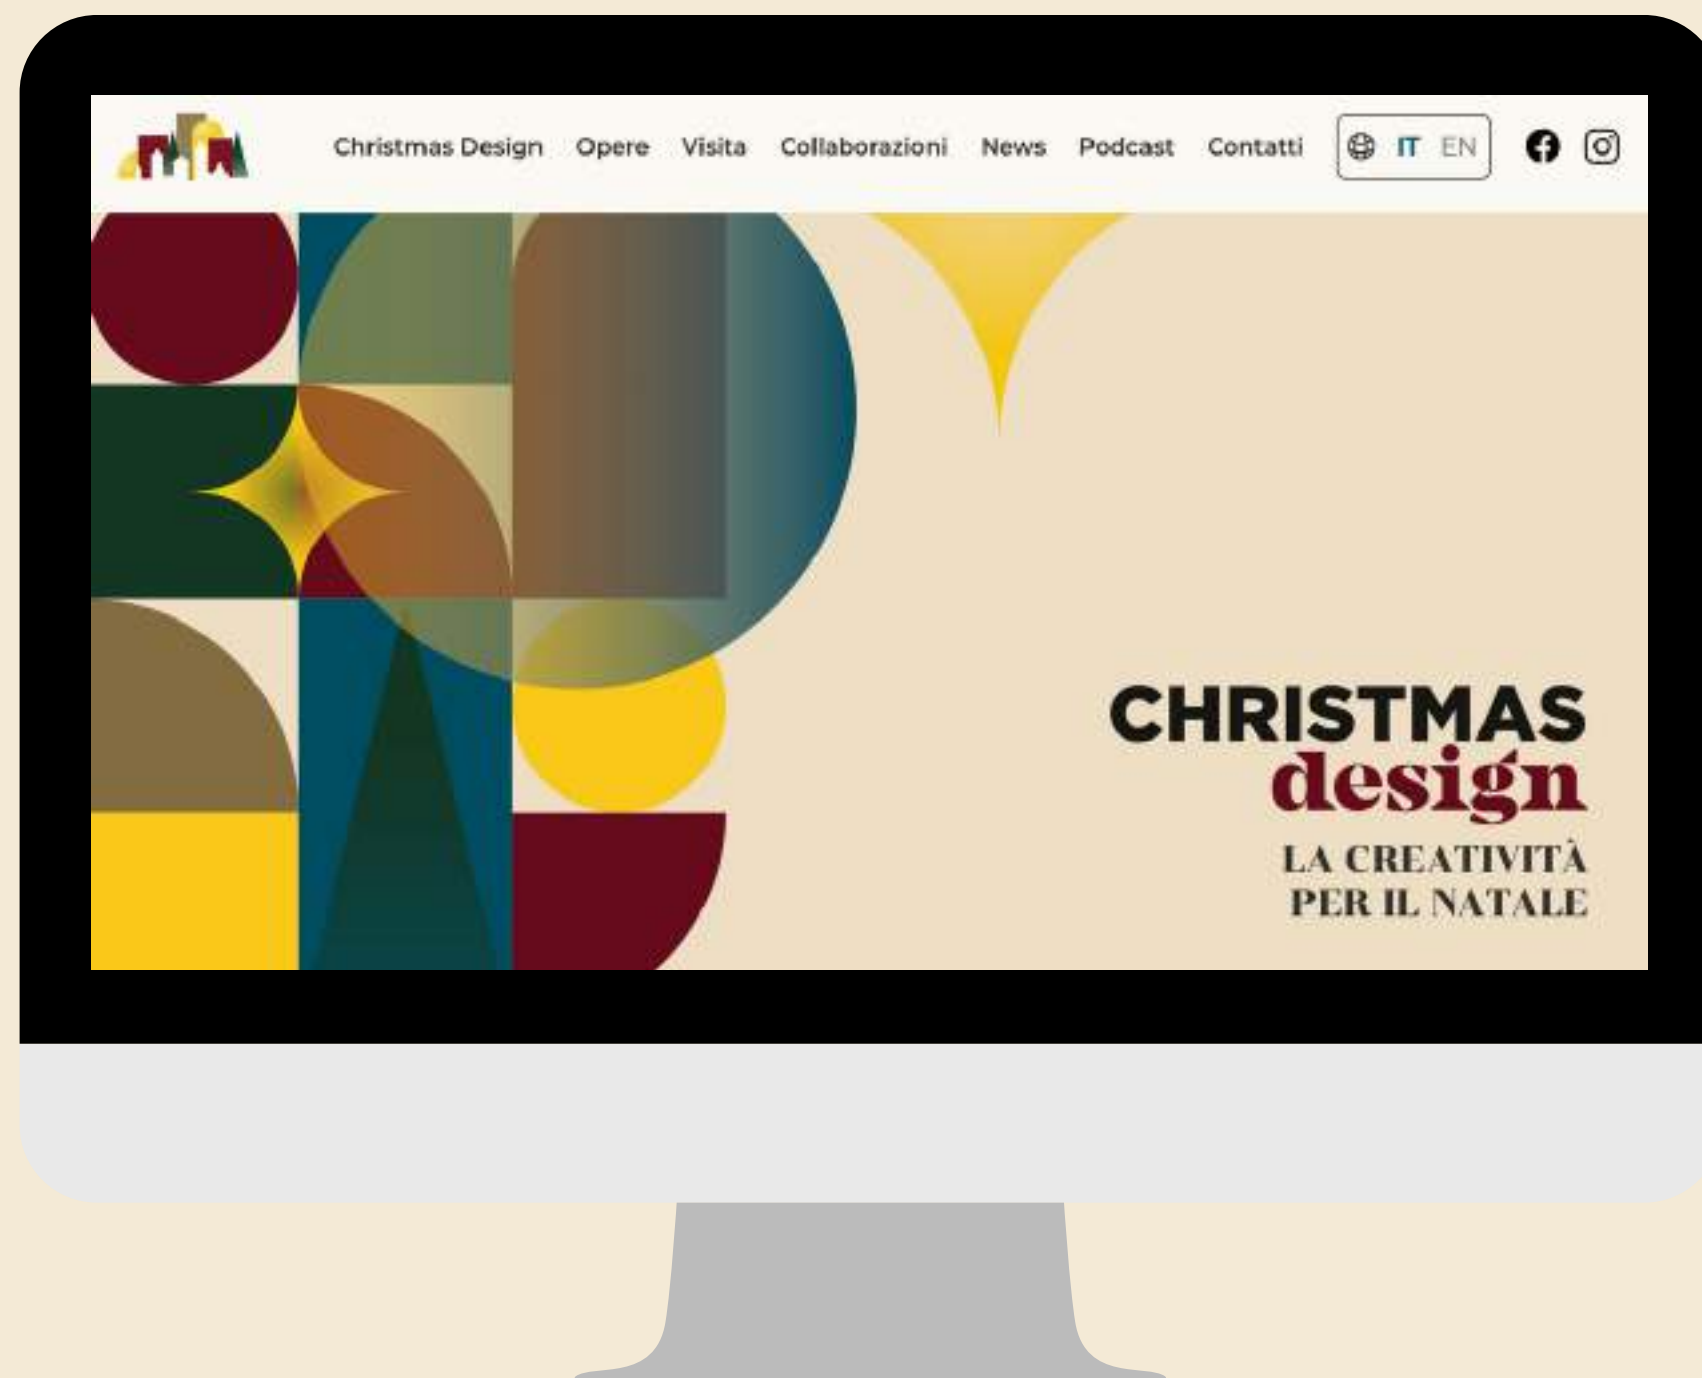 Christmas Design Opere Visita Collaborazioni News Podcast Contatti IT EN
CHRISTMAS
design
LA CREATIVITÀ
PER IL NATALE